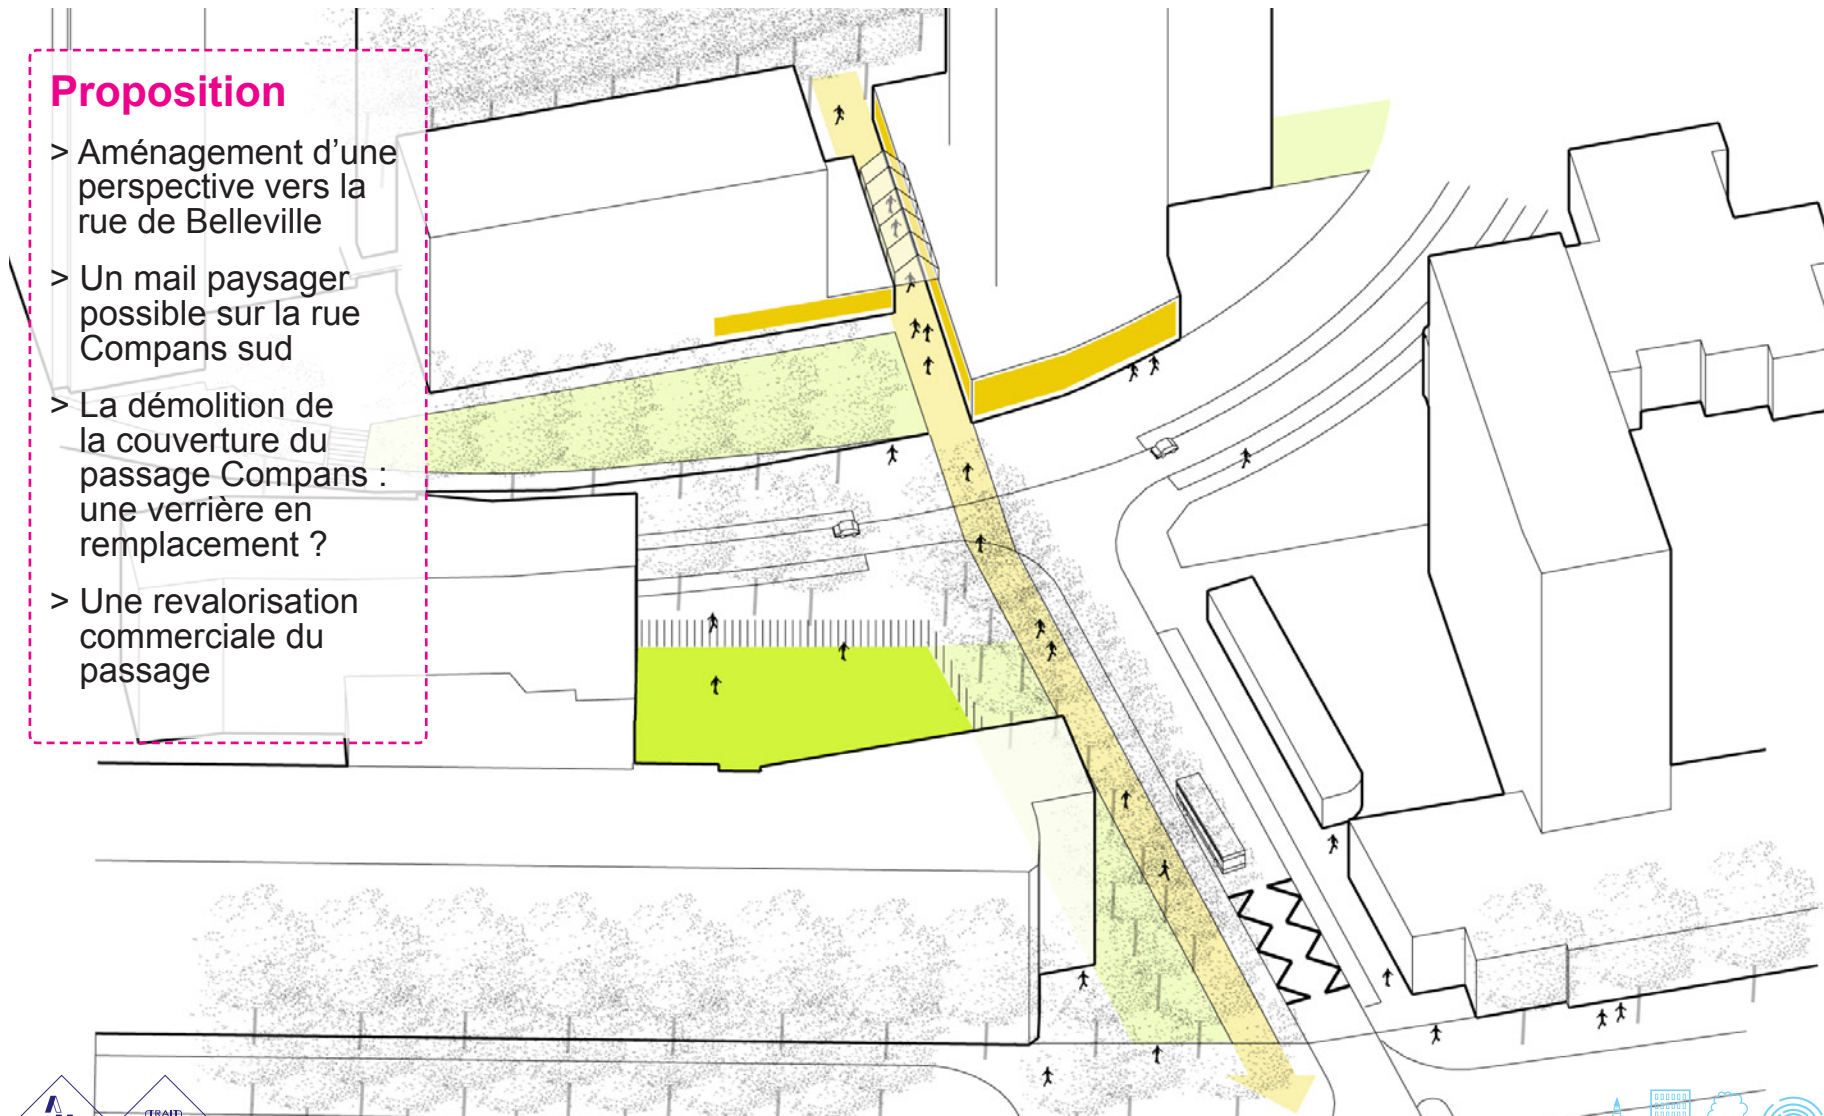 Proposition
> Aménagement d’une
perspective vers la
rue de Belleville
> Un mail paysager
possible sur la rue
Compans sud
> La démolition de
la couverture du
passage Compans :
une verrière en
remplacement ?
> Une revalorisation
commerciale du
passage
TRAIT